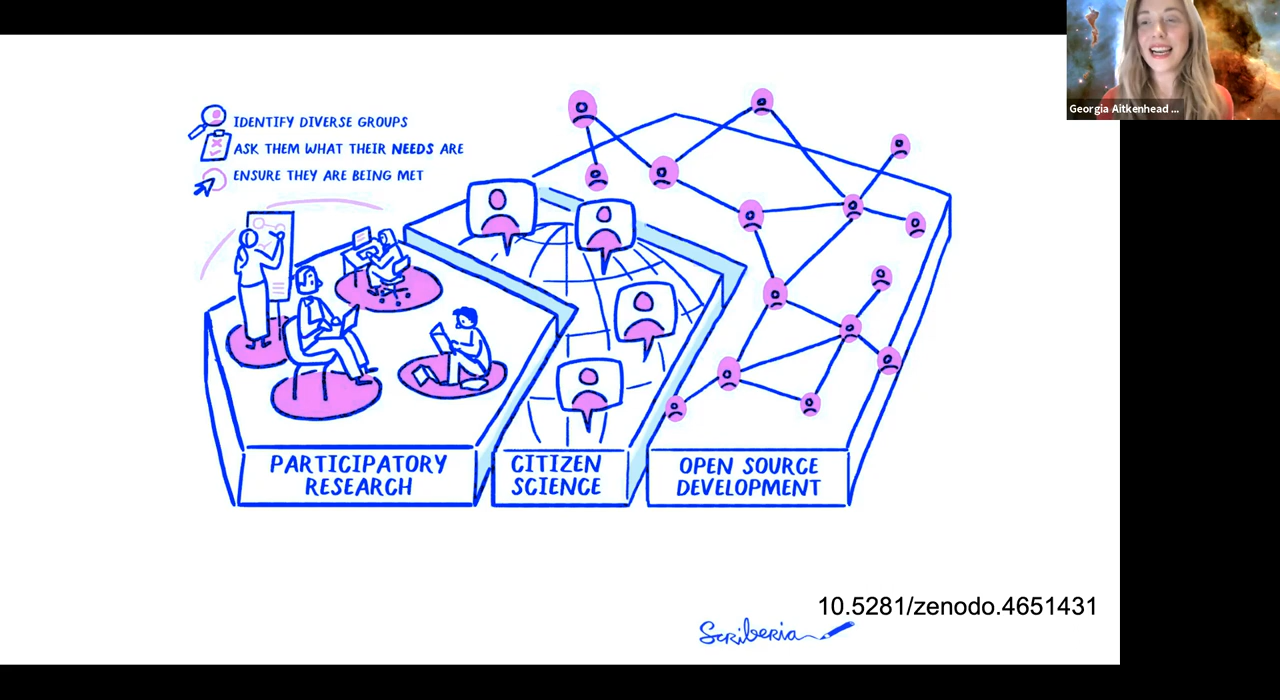 Georgia Aitkenhead ...
IDENTIFY DIVERSE GROUPS
ASK THEM WHAT THEIR NEEDS ARE
ENSURE THEY ARE BEING MET
PARTICIPATORY
RESEARCH
CITIZEN
SCIENCE
OPEN SOURCE
DEVELOPMENT
10.5281/zenodo.4651431
Scriberia